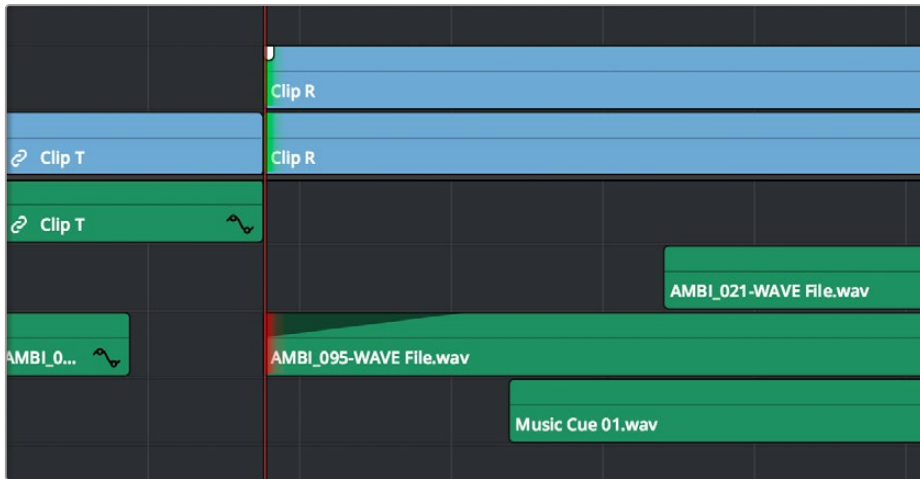 Clip R
Clip T
Clip R
Clip T
AMBI_021-WAVE File.wav
AMBI_0...
AMBI_095-WAVE File.wav
Music Cue 01.wav